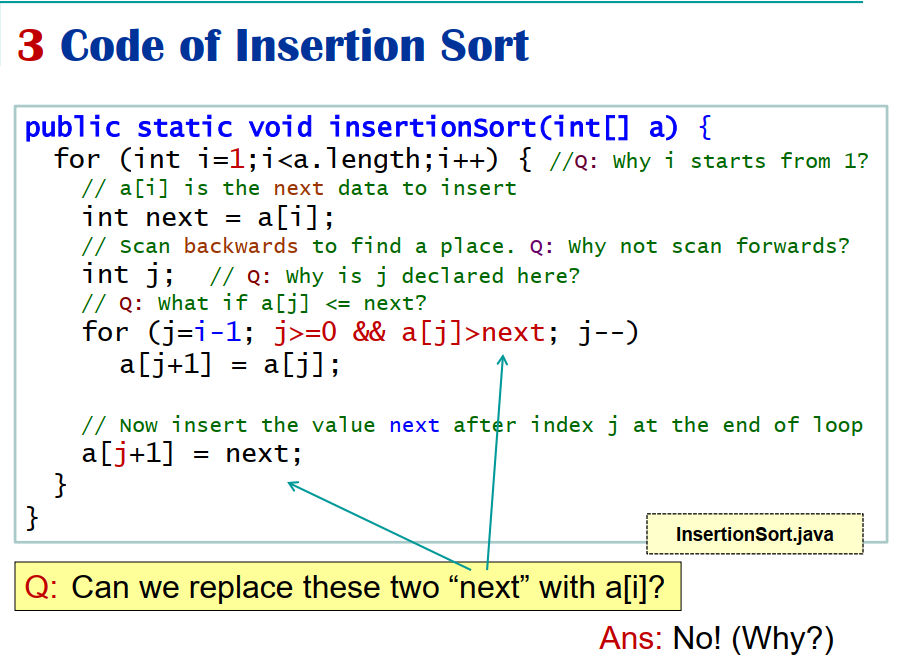 3 Code of Insertion Sort
public static void insertionSort(int[] a) {
for (int i=1;i<a.length;i++) { //Q: Why i starts from 1?
// a[i] is the next data to insert
int next = a[i];
// Scan backwards to find a place. Q: Why not scan forwards?
int j; // Q: Why is j declared here?
// Q: What if a[j] <= next?
for (j=i-1; j>=0 && a[j]>next; j--)
a[j+1] = a[j];
// Now insert the value next after index j at the end of loop
a[j+1] = next;
}
}
InsertionSort.java
Q: Can we replace these two “next” with a[i]?
Ans: No! (Why?)